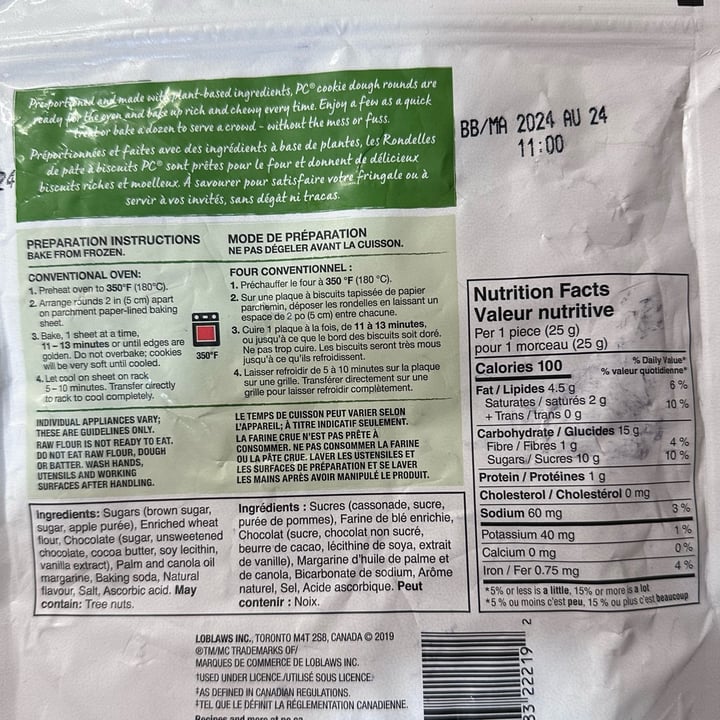 Preportioned and made with plant-based ingredients, PC® cookie dough rounds are
ready for the oven and bake up rich and chewy every time. Enjoy a few as a quick
treat or bake a dozen to serve a crowd - without the mess or fuss.
Préportionnées et faites avec des ingrédients à base de plantes, les Rondelles
de pâte à biscuits PC® sont prêtes pour le four et donnent de délicieux
biscuits riches et moelleux. À savourer pour satisfaire votre fringale ou à
servir à vos invités, sans dégât ni tracas.
BB/MA 2024 AU 24
11:00
24
PREPARATION INSTRUCTIONS
BAKE FROM FROZEN.
CONVENTIONAL OVEN:
1. Preheat oven to 350°F (180°C).
2. Arrange rounds 2 in (5 cm) apart
on parchment paper-lined baking
sheet.
3. Bake, 1 sheet at a time,
11 – 13 minutes or until edges are
golden. Do not overbake; cookies
will be very soft until cooled.
4. Let cool on sheet on rack
5-10 minutes. Transfer directly
to rack to cool completely.
350°F
INDIVIDUAL APPLIANCES VARY;
THESE ARE GUIDELINES ONLY.
RAW FLOUR IS NOT READY TO EAT.
DO NOT EAT RAW FLOUR, DOUGH
OR BATTER. WASH HANDS,
UTENSILS AND WORKING
SURFACES AFTER HANDLING.
MODE DE PRÉPARATION
NE PAS DÉGELER AVANT LA CUISSON.
FOUR CONVENTIONNEL :
1. Préchauffer le four à 350 °F (180 °C).
2. Sur une plaque à biscuits tapissée de papier
parchemin, déposer les rondelles en laissant un
espace de 2 po (5 cm) entre chacune.
3. Cuire 1 plaque à la fois, de 11 à 13 minutes,
ou jusqu'à ce que le bord des biscuits soit doré.
Ne pas trop cuire. Les biscuits seront très mous
jusqu'à ce qu'ils refroidissent.
4. Laisser refroidir de 5 à 10 minutes sur la plaque
sur une grille. Transférer directement sur une
grille pour laisser refroidir complètement.
LE TEMPS DE CUISSON PEUT VARIER SELON
L'APPAREIL; À TITRE INDICATIF SEULEMENT.
LA FARINE CRUE N'EST PAS PRÊTE À
CONSOMMER. NE PAS CONSOMMER LA FARINE
OU LA PÂTE CRUE. LAVER LES USTENSILES ET
LES SURFACES DE PRÉPARATION ET SE LAVER
LES MAINS APRÈS AVOIR MANIPULÉ LE PRODUIT.
Ingredients: Sugars (brown sugar,
sugar, apple purée), Enriched wheat
flour, Chocolate (sugar, unsweetened
chocolate, cocoa butter, soy lecithin,
vanilla extract), Palm and canola oil
margarine, Baking soda, Natural
flavour, Salt, Ascorbic acid. May
contain: Tree nuts.
Ingrédients : Sucres (cassonade, sucre,
purée de pommes), Farine de blé enrichie,
Chocolat (sucre, chocolat non sucré,
beurre de cacao, lécithine de soya, extrait
de vanille), Margarine d'huile de palme et
de canola, Bicarbonate de sodium, Arôme
naturel, Sel, Acide ascorbique. Peut
contenir : Noix.
Nutrition Facts
Valeur nutritive
Per 1 piece (25 g)
pour 1 morceau (25 g)
Calories 100
% Daily Value*
% valeur quotidienne*
Fat / Lipides 4.5 g 6 %
Saturates / saturés 2 g
+ Trans / trans 0 g 10 %
Carbohydrate / Glucides 15 g
Fibre / Fibres 1 g 4 %
Sugars / Sucres 10 g 10 %
Protein / Protéines 1 g
Cholesterol / Cholestérol 0 mg
Sodium 60 mg 3 %
Potassium 40 mg 1 %
Calcium 0 mg 0 %
Iron / Fer 0.75 mg 4 %
*5% or less is a little, 15% or more is a lot
*5 % ou moins c'est peu, 15 % ou plus c'est beaucoup
LOBLAWS INC., TORONTO M4T 2S8, CANADA © 2019
®TM/MC TRADEMARKS OF/
MARQUES DE COMMERCE DE LOBLAWS INC.
†USED UNDER LICENCE./UTILISÉ SOUS LICENCE.
‡AS DEFINED IN CANADIAN REGULATIONS.
‡TEL QUE LE DÉFINIT LA RÉGLEMENTATION CANADIENNE.
Recipes and more at pc.ca
33722219 2